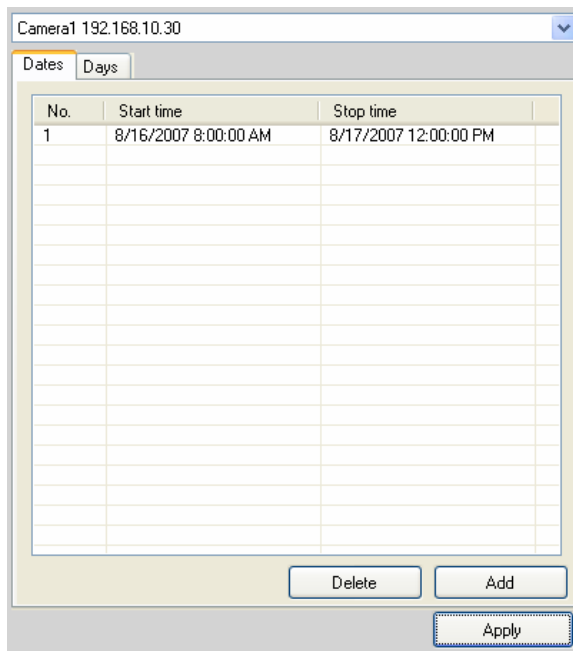 Camera1 192.168.10.30
Dates Days
No. Start time Stop time
1 8/16/2007 8:00:00 AM 8/17/2007 12:00:00 PM
Delete Add
Apply